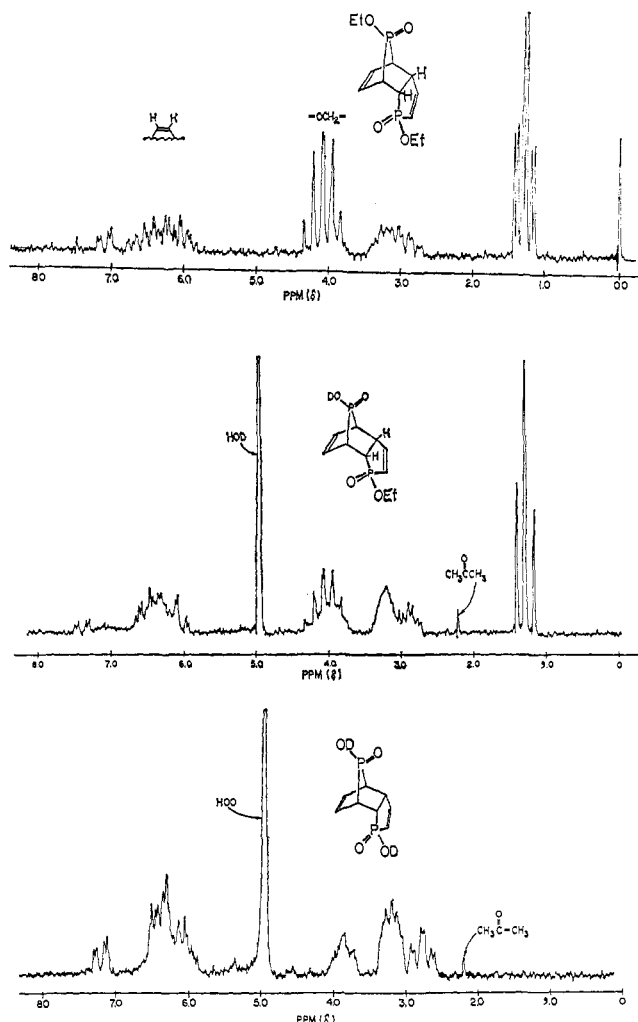 EtO O
P
H H H
-OCH₂- H
P
O OEt
8.0 7.0 6.0 5.0 4.0 3.0 2.0 1.0 0.0
PPM (δ)
DO O
P
HOD H
H
O P
OEt
O
CH₃CCH₃
8.0 7.0 6.0 5.0 4.0 3.0 2.0 1.0 0
PPM (δ)
OD O
P
HOD
P
O OD
O
CH₃-C-CH₃
8.0 7.0 6.0 5.0 4.0 3.0 2.0 1.0 0
PPM (δ)